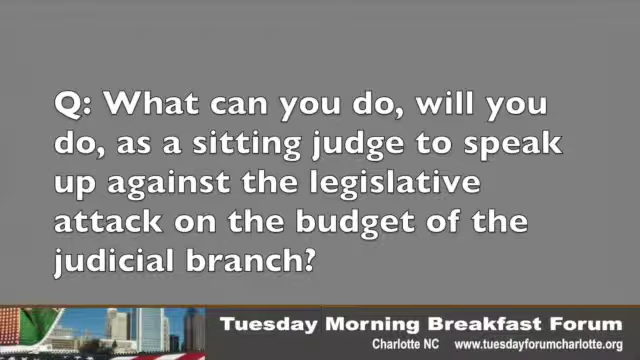 Q: What can you do, will you
do, as a sitting judge to speak
up against the legislative
attack on the budget of the
judicial branch?
Tuesday Morning Breakfast Forum
Charlotte NC www.tuesdayforumcharlotte.org